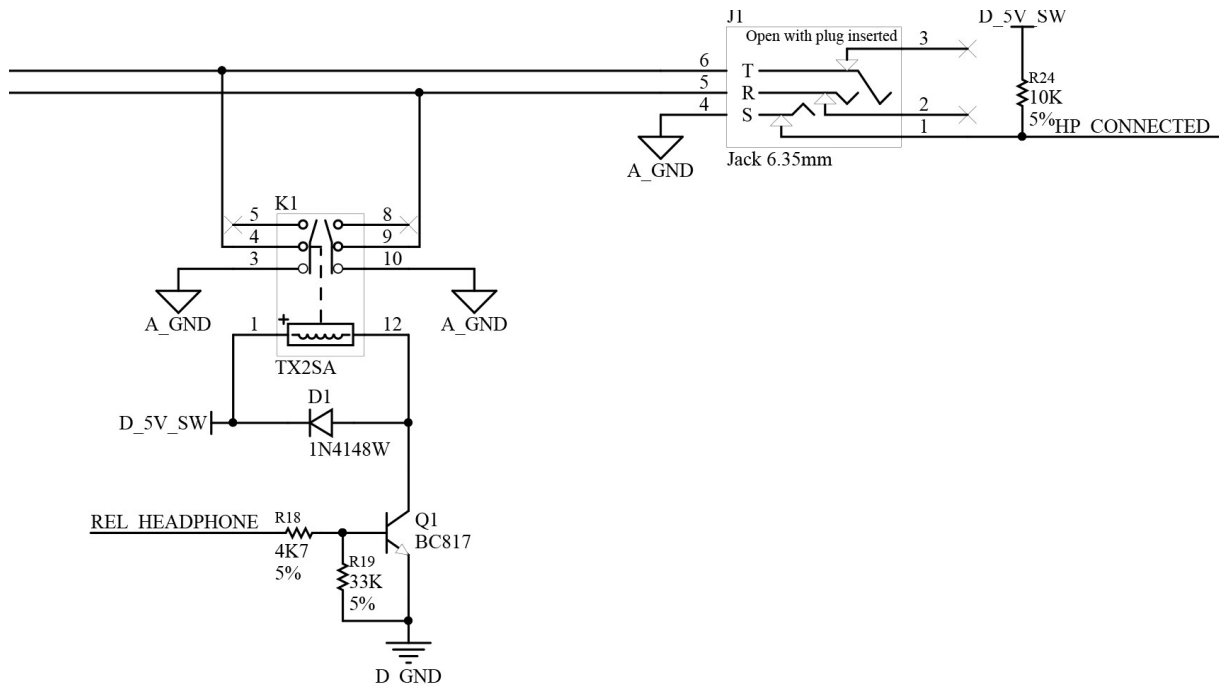 J1
D_5V_SW
Open with plug inserted
3
6
T
5
R
4
S
2
1
R24
10K
5%
HP_CONNECTED
A_GND
Jack 6.35mm
K1
5
8
4
9
3
10
A_GND
A_GND
1
+
12
TX2SA
D1
D_5V_SW
1N4148W
REL_HEADPHONE
R18
4K7
5%
Q1
BC817
R19
33K
5%
D_GND